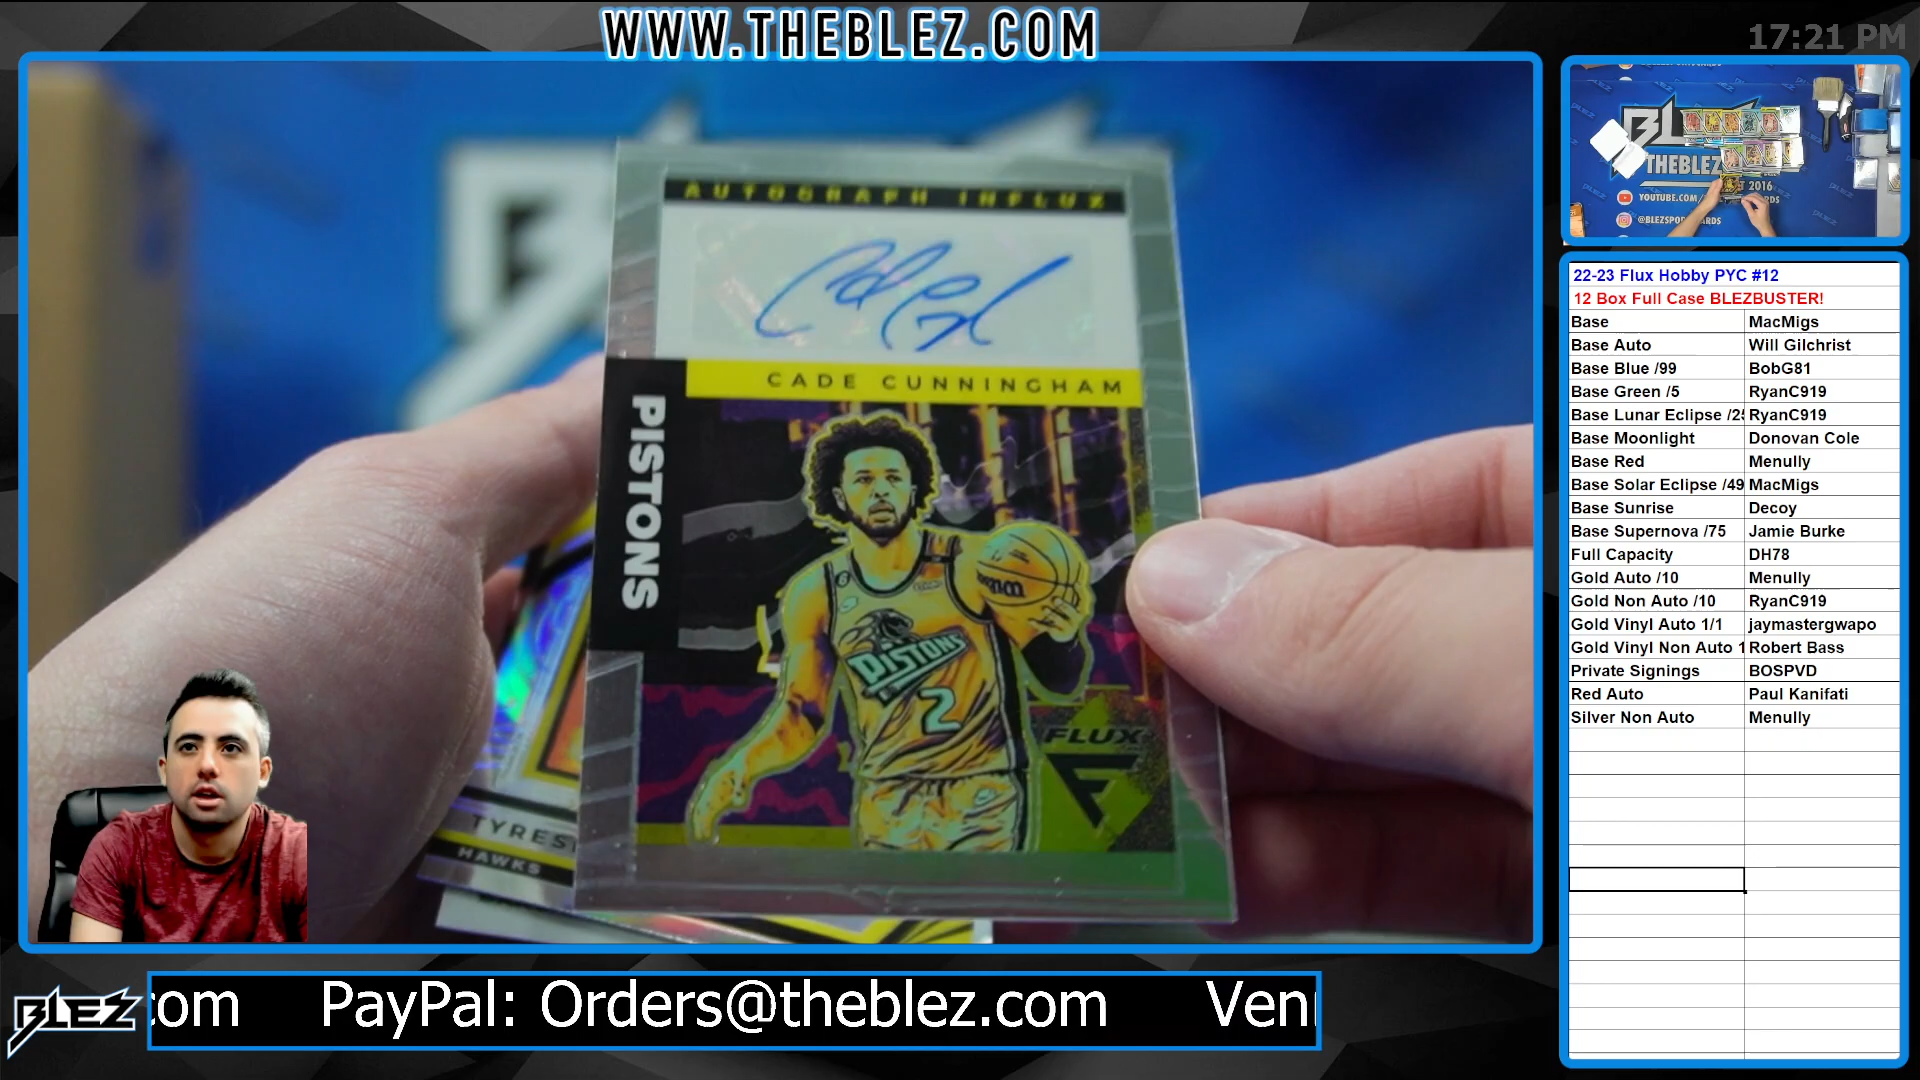 WWW.THEBLEZ.COM
17:21 PM
AUTOGRAPH INFLUX
CADE CUNNINGHAM
PISTONS
WILSON
PISTONS
2
FLUX
F
HAWKS
BLEZ
com PayPal: Orders@theblez.com Ven
BL
THEBLEZ
2016
YOUTUBE.COM/
@BLEZSPOR
22-23 Flux Hobby PYC #12
12 Box Full Case BLEZBUSTER!
Base MacMigs
Base Auto Will Gilchrist
Base Blue /99 BobG81
Base Green /5 RyanC919
Base Lunar Eclipse /25 RyanC919
Base Moonlight Donovan Cole
Base Red Menully
Base Solar Eclipse /49 MacMigs
Base Sunrise Decoy
Base Supernova /75 Jamie Burke
Full Capacity DH78
Gold Auto /10 Menully
Gold Non Auto /10 RyanC919
Gold Vinyl Auto 1/1 jaymastergwapo
Gold Vinyl Non Auto 1 Robert Bass
Private Signings BOSPVD
Red Auto Paul Kanifati
Silver Non Auto Menully